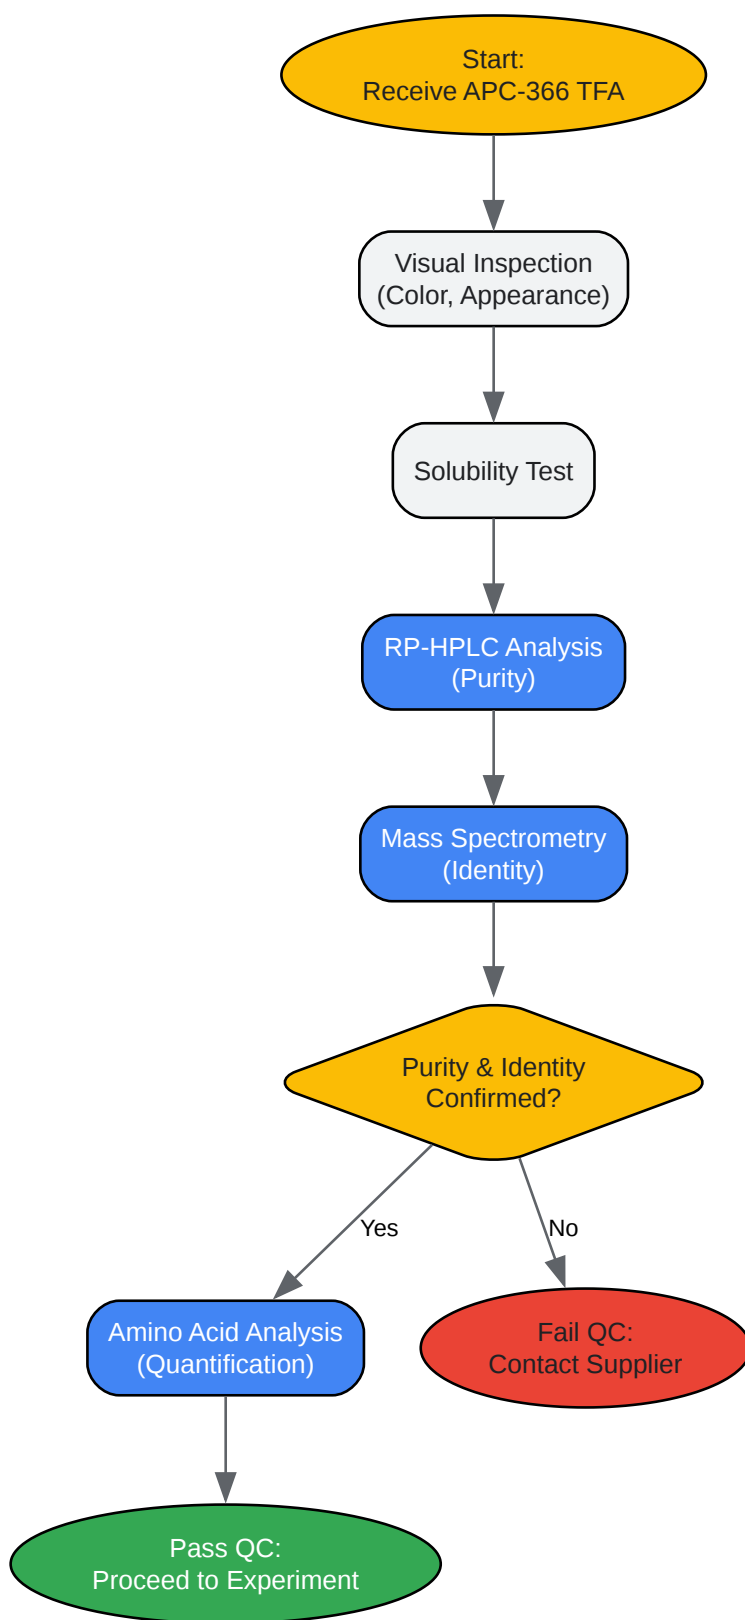 Start:
Receive APC-366 TFA
Visual Inspection
(Color, Appearance)
Solubility Test
RP-HPLC Analysis
(Purity)
Mass Spectrometry
(Identity)
Purity & Identity
Confirmed?
Yes
No
Amino Acid Analysis
(Quantification)
Fail QC:
Contact Supplier
Pass QC:
Proceed to Experiment